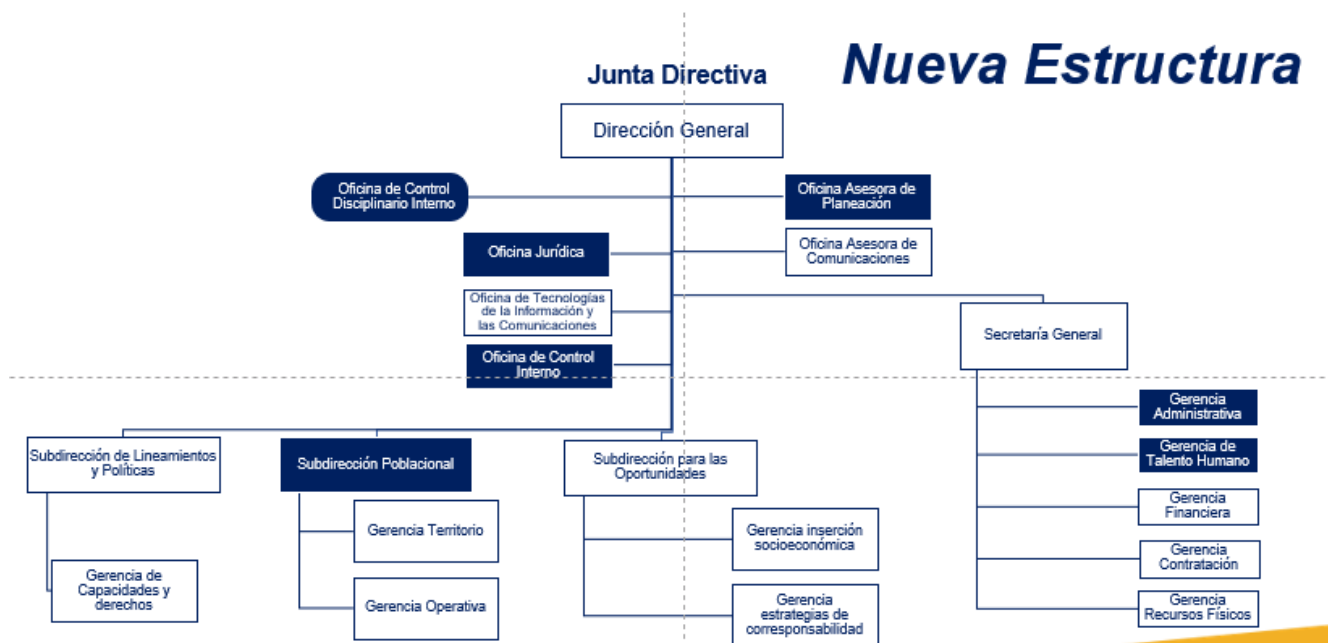 Nueva Estructura
Junta Directiva
Dirección General
Oficina de Control
Disciplinario Interno
Oficina Asesora de
Planeación
Oficina Jurídica
Oficina Asesora de
Comunicaciones
Oficina de Tecnologías
de la Información y
las Comunicaciones
Secretaría General
Oficina de Control
Interno
Gerencia
Administrativa
Gerencia de
Talento Humano
Gerencia
Financiera
Gerencia
Contratación
Gerencia
Recursos Físicos
Subdirección de Lineamientos
y Políticas
Gerencia de
Capacidades y
derechos
Subdirección Poblacional
Gerencia Territorio
Gerencia Operativa
Subdirección para las
Oportunidades
Gerencia inserción
socioeconómica
Gerencia
estrategias de
corresponsabilidad